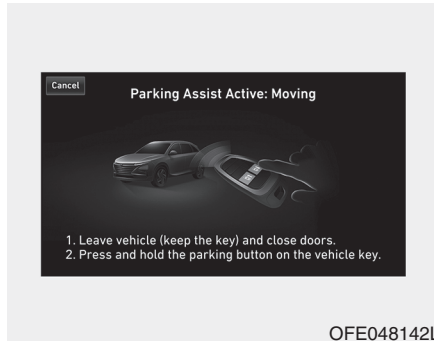 Cancel
Parking Assist Active: Moving
1. Leave vehicle (keep the key) and close doors.
2. Press and hold the parking button on the vehicle key.
OFE048142L